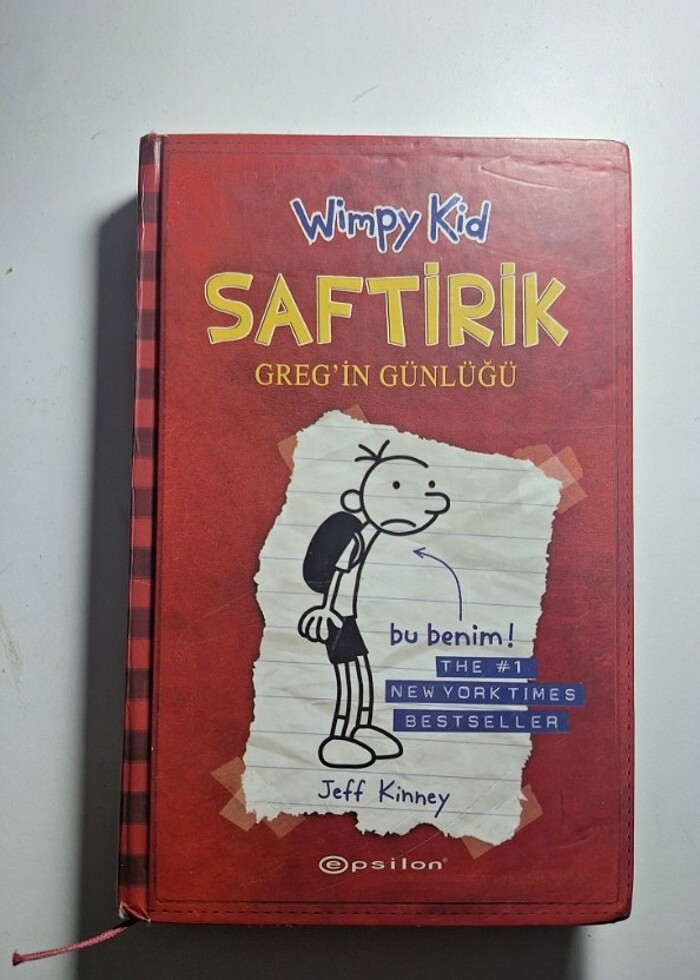 Wimpy Kid
SAFTİRİK
GREG'İN GÜNLÜĞÜ
bu benim!
THE #1
NEW YORK TIMES
BESTSELLER
Jeff Kinney
epsilon®